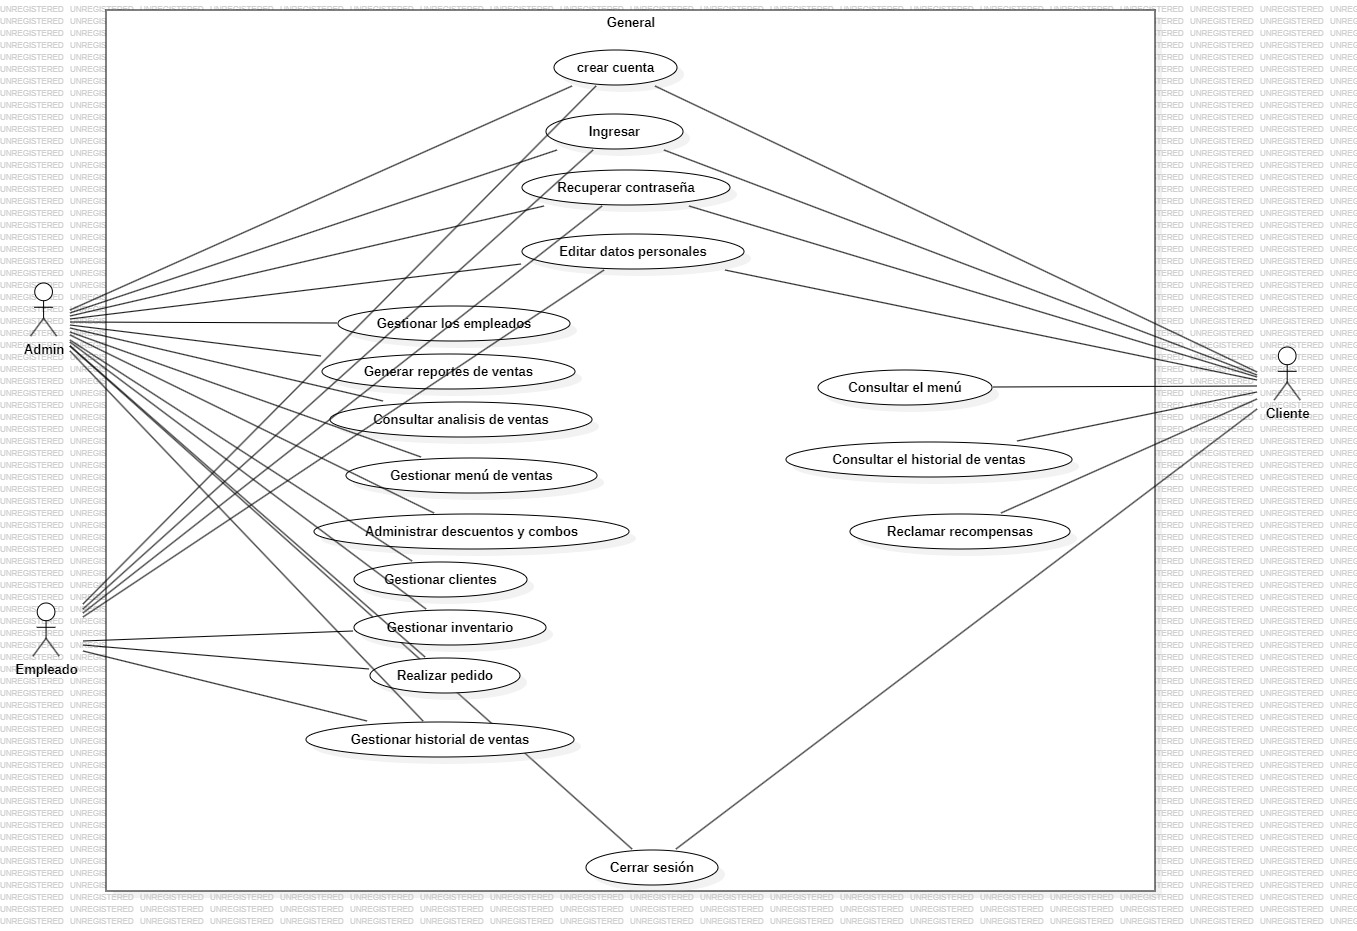 General
crear cuenta
Ingresar
Recuperar contraseña
Editar datos personales
Gestionar los empleados
Admin
Generar reportes de ventas
Consultar el menú
Cliente
Consultar analisis de ventas
Consultar el historial de ventas
Gestionar menú de ventas
Administrar descuentos y combos
Reclamar recompensas
Gestionar clientes
Gestionar inventario
Empleado
Realizar pedido
Gestionar historial de ventas
Cerrar sesión
UNREGISTERED